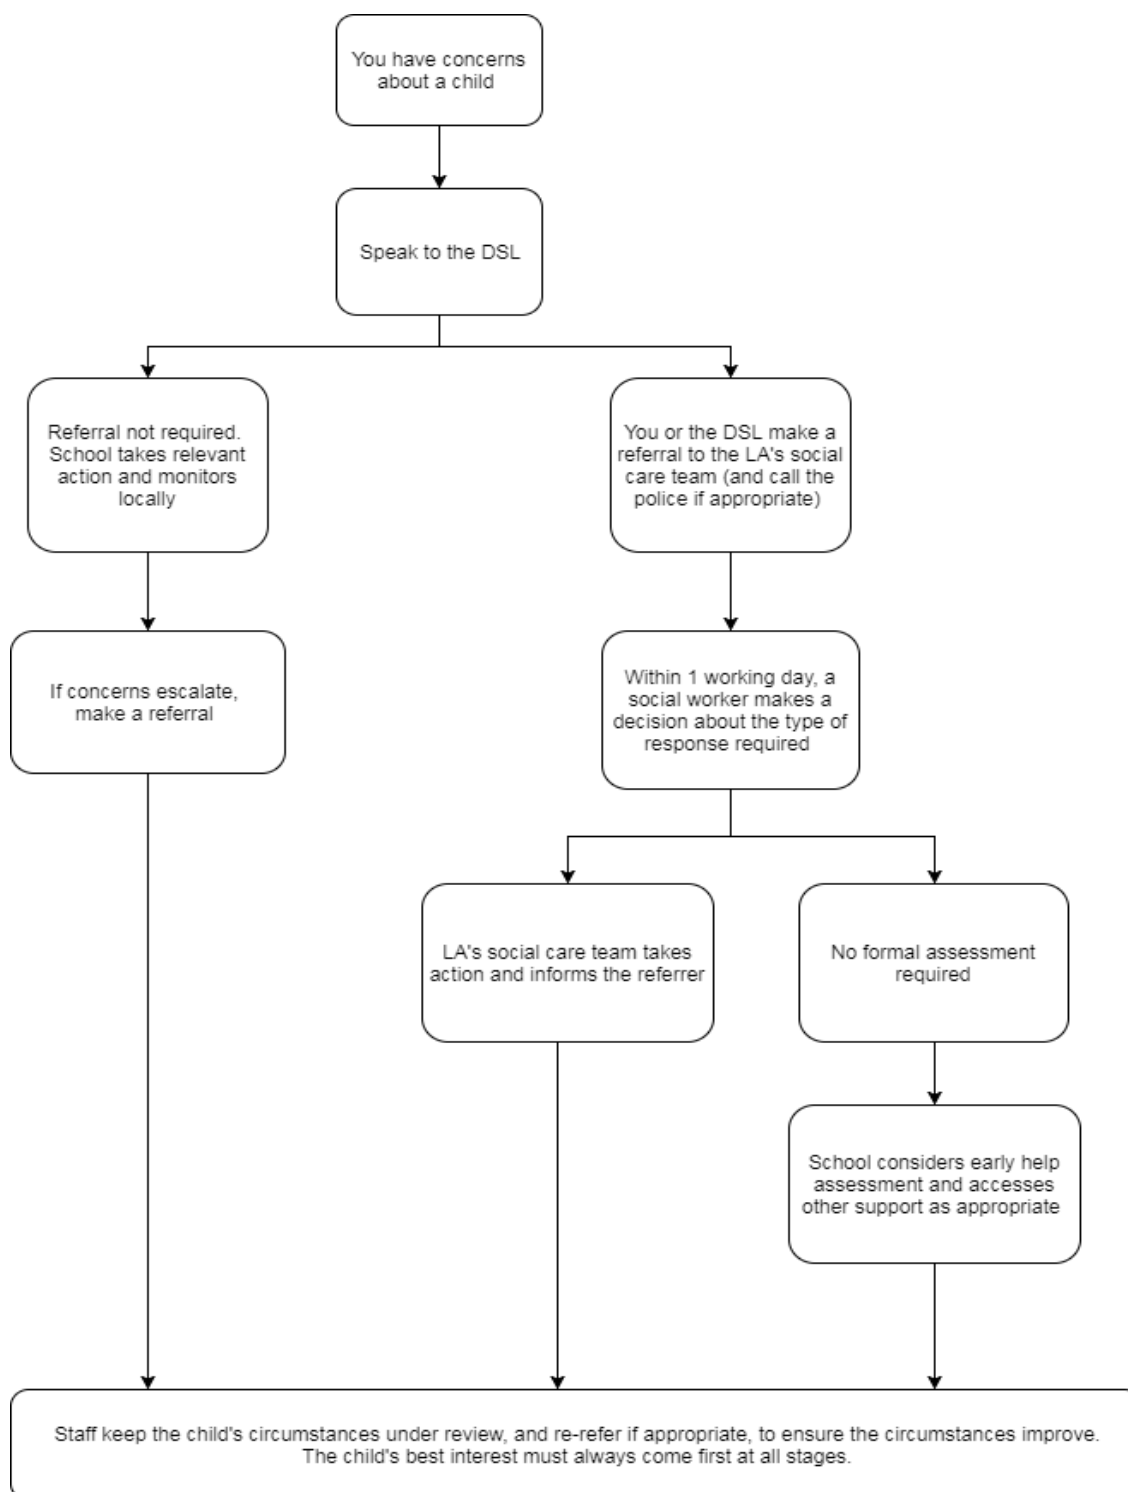 You have concerns
about a child
Speak to the DSL
Referral not required.
School takes relevant
action and monitors
locally
You or the DSL make a
referral to the LA's social
care team (and call the
police if appropriate)
If concerns escalate,
make a referral
Within 1 working day, a
social worker makes a
decision about the type of
response required
LA's social care team takes
action and informs the referrer
No formal assessment
required
School considers early help
assessment and accesses
other support as appropriate
Staff keep the child's circumstances under review, and re-refer if appropriate, to ensure the circumstances improve.
The child's best interest must always come first at all stages.